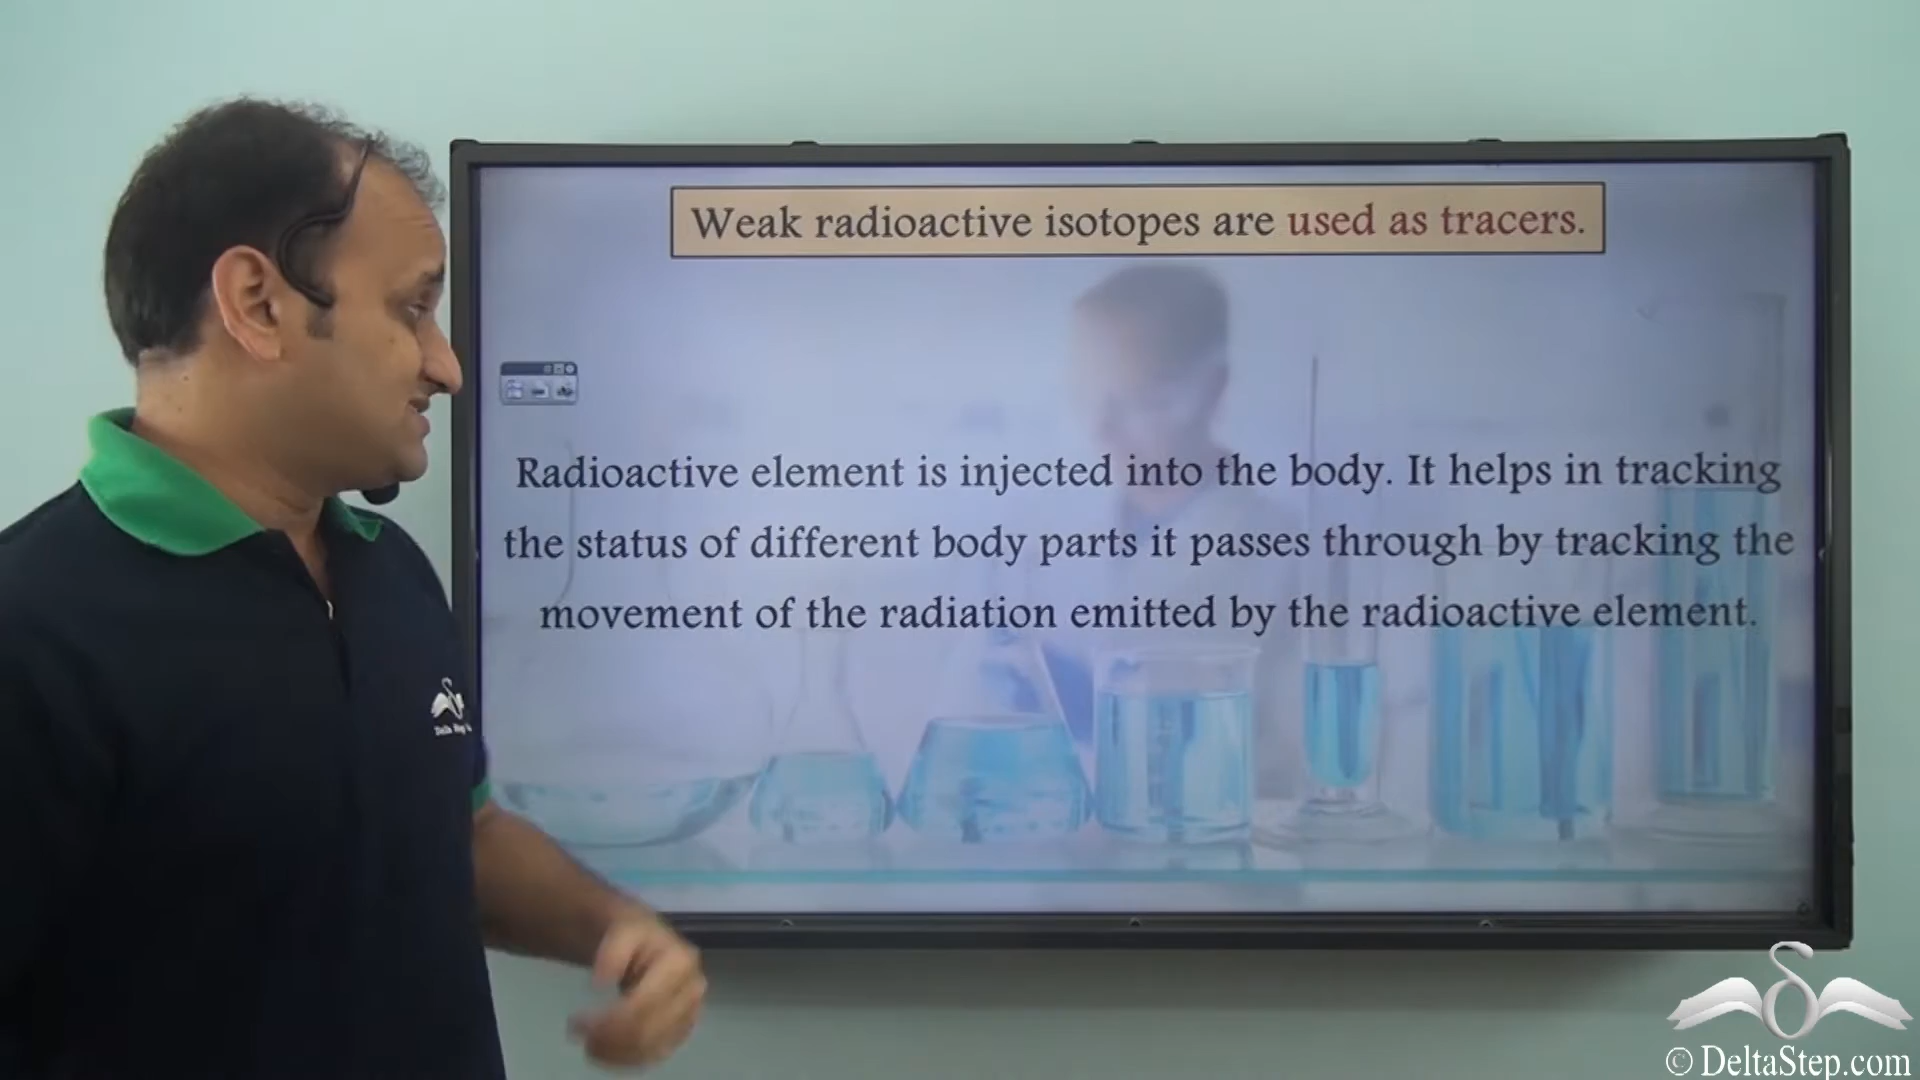 Weak radioactive isotopes are used as tracers.
Radioactive element is injected into the body. It helps in tracking
the status of different body parts it passes through by tracking the
movement of the radiation emitted by the radioactive element.
© DeltaStep.com